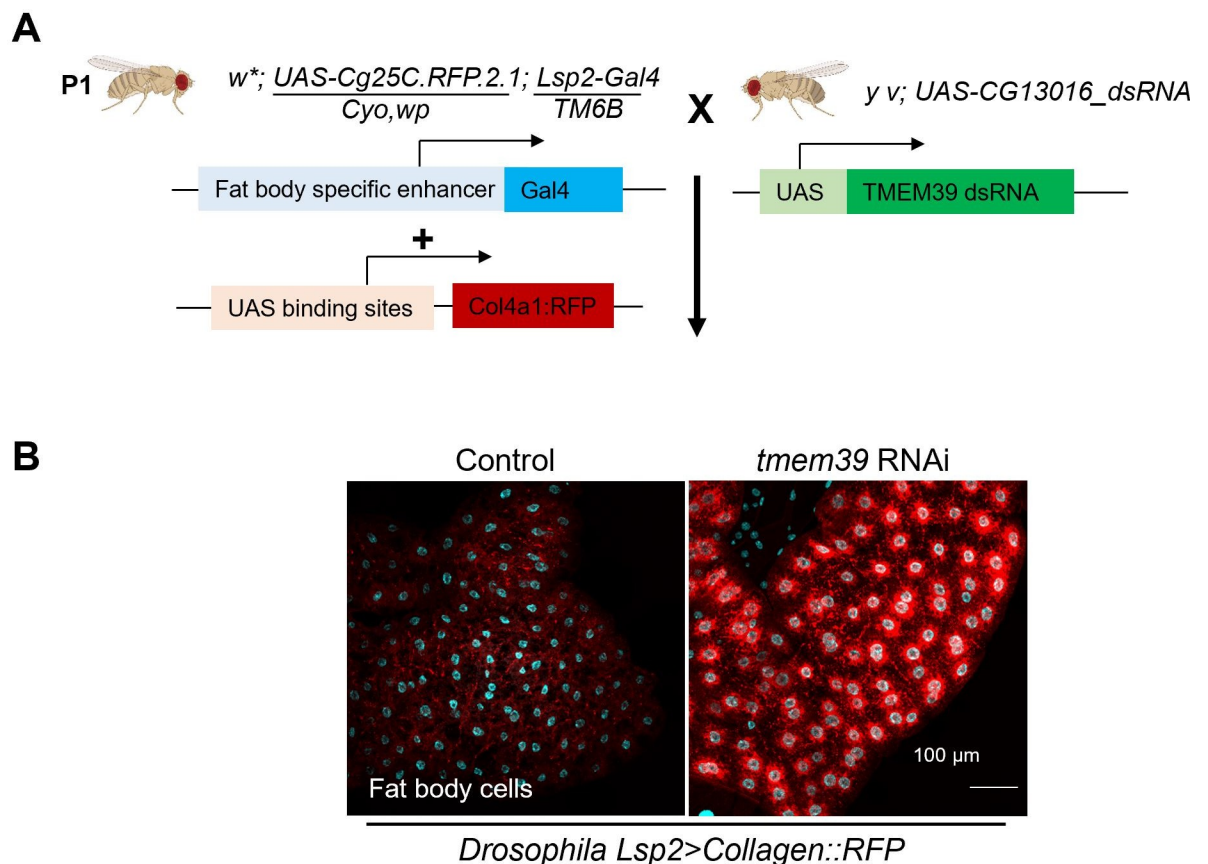 A
P1
w*; UAS-Cg25C.RFP.2.1; Lsp2-Gal4
Cyo,wp TM6B
X
y v; UAS-CG13016_dsRNA
Fat body specific enhancer Gal4
UAS TMEM39 dsRNA
+
UAS binding sites Col4a1:RFP
B
Control tmem39 RNAi
100 µm
Fat body cells
Drosophila Lsp2>Collagen::RFP